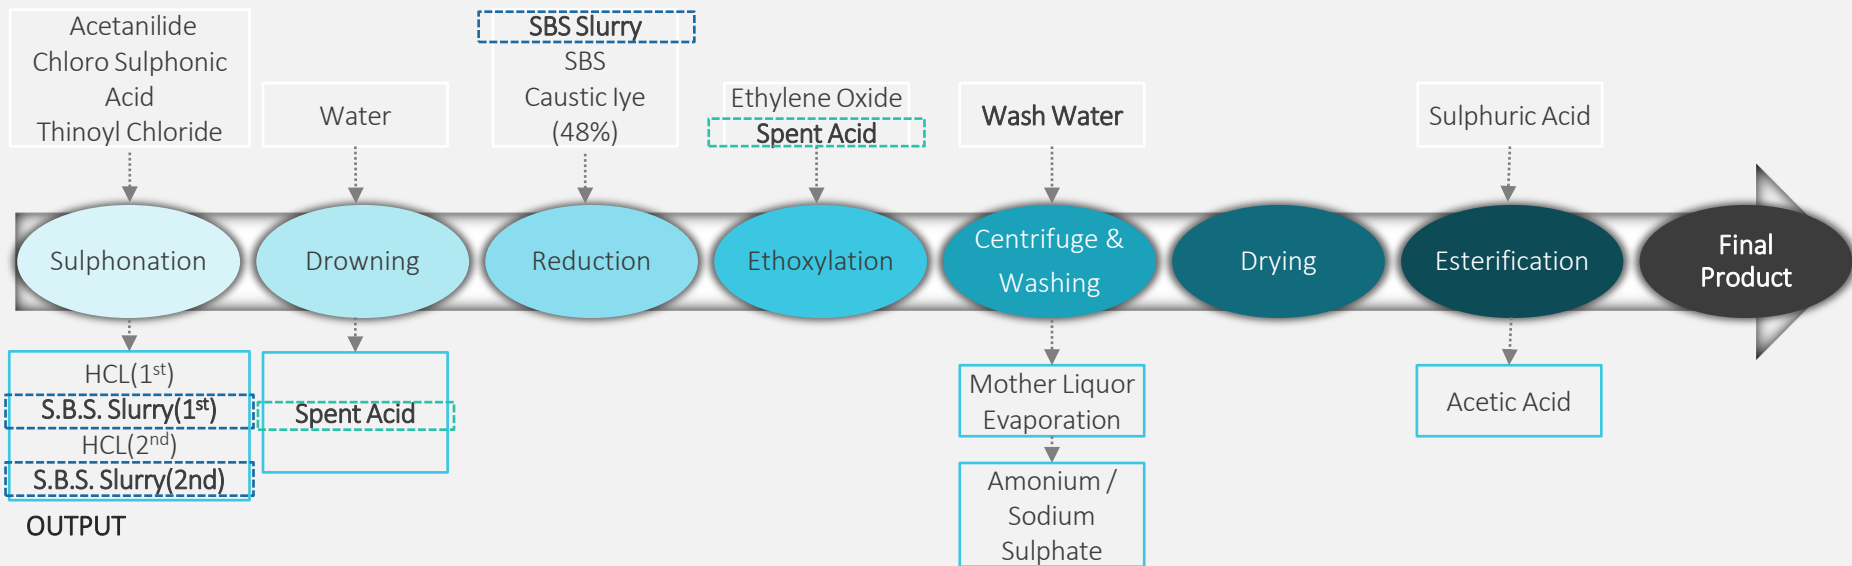 Acetanilide
Chloro Sulphonic
Acid
Thinoyl Chloride
Water
SBS Slurry
SBS
Caustic lye
(48%)
Ethylene Oxide
Spent Acid
Wash Water
Sulphuric Acid
Sulphonation
Drowning
Reduction
Ethoxylation
Centrifuge &
Washing
Drying
Esterification
Final
Product
HCL(1st)
S.B.S. Slurry(1st)
HCL(2nd)
S.B.S. Slurry(2nd)
OUTPUT
Spent Acid
Mother Liquor
Evaporation
Amonium /
Sodium
Sulphate
Acetic Acid